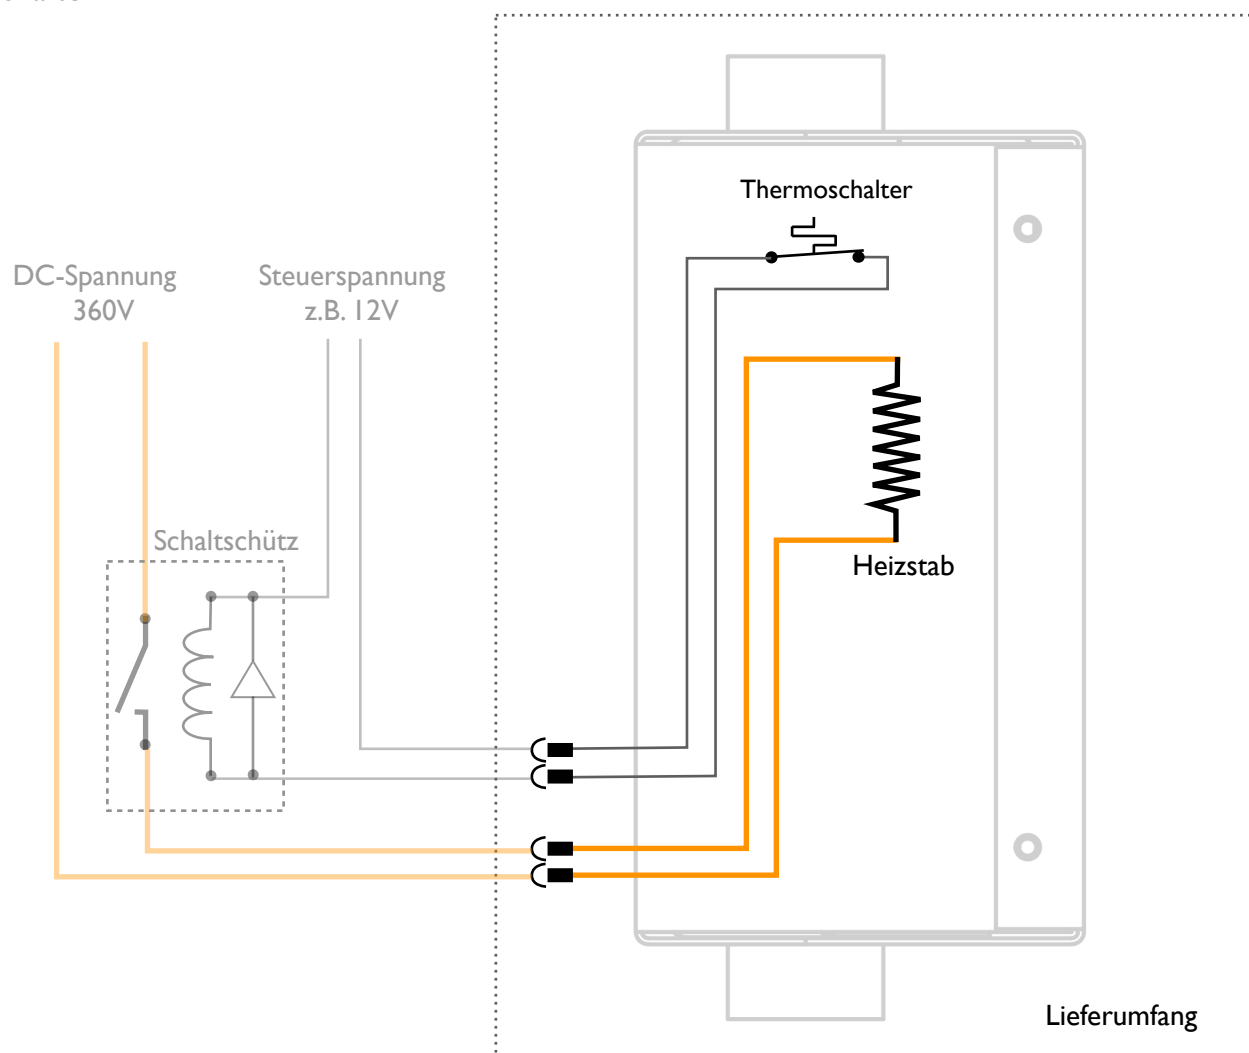 Thermoschalter
DC-Spannung
360V
Steuerspannung
z.B. 12V
Schaltschütz
Heizstab
Lieferumfang